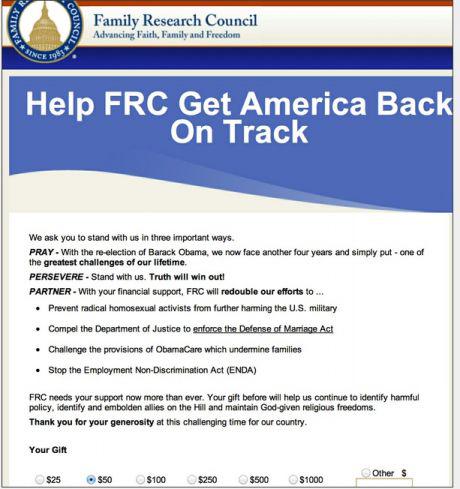 FAMILY RESEARCH COUNCIL
SINCE 1983
Family Research Council
Advancing Faith, Family and Freedom
Help FRC Get America Back
On Track
We ask you to stand with us in three important ways.
PRAY - With the re-election of Barack Obama, we now face another four years and simply put - one of
the greatest challenges of our lifetime.
PERSEVERE - Stand with us. Truth will win out!
PARTNER - With your financial support, FRC will redouble our efforts to ...
• Prevent radical homosexual activists from further harming the U.S. military
• Compel the Department of Justice to enforce the Defense of Marriage Act
• Challenge the provisions of ObamaCare which undermine families
• Stop the Employment Non-Discrimination Act (ENDA)
FRC needs your support now more than ever. Your gift before will help us continue to identify harmful
policy, identify and embolden allies on the Hill and maintain God-given religious freedoms.
Thank you for your generosity at this challenging time for our country.
Your Gift
$25 $50 $100 $250 $500 $1000 Other $